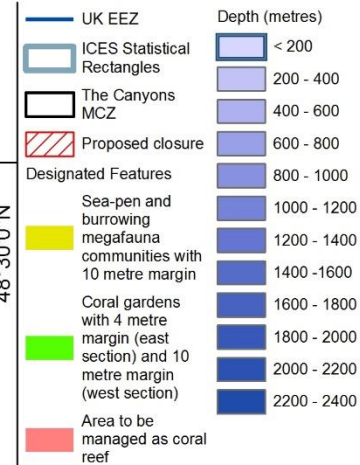 UK EEZ
ICES Statistical
Rectangles
The Canyons
MCZ
Proposed closure
Designated Features
Sea-pen and
burrowing
megafauna
communities with
10 metre margin
Coral gardens
with 4 metre
margin (east
section) and 10
metre margin
(west section)
Area to be
managed as coral
reef
Depth (metres)
< 200
200 - 400
400 - 600
600 - 800
800 - 1000
1000 - 1200
1200 - 1400
1400 -1600
1600 - 1800
1800 - 2000
2000 - 2200
2200 - 2400
48°30'0"N